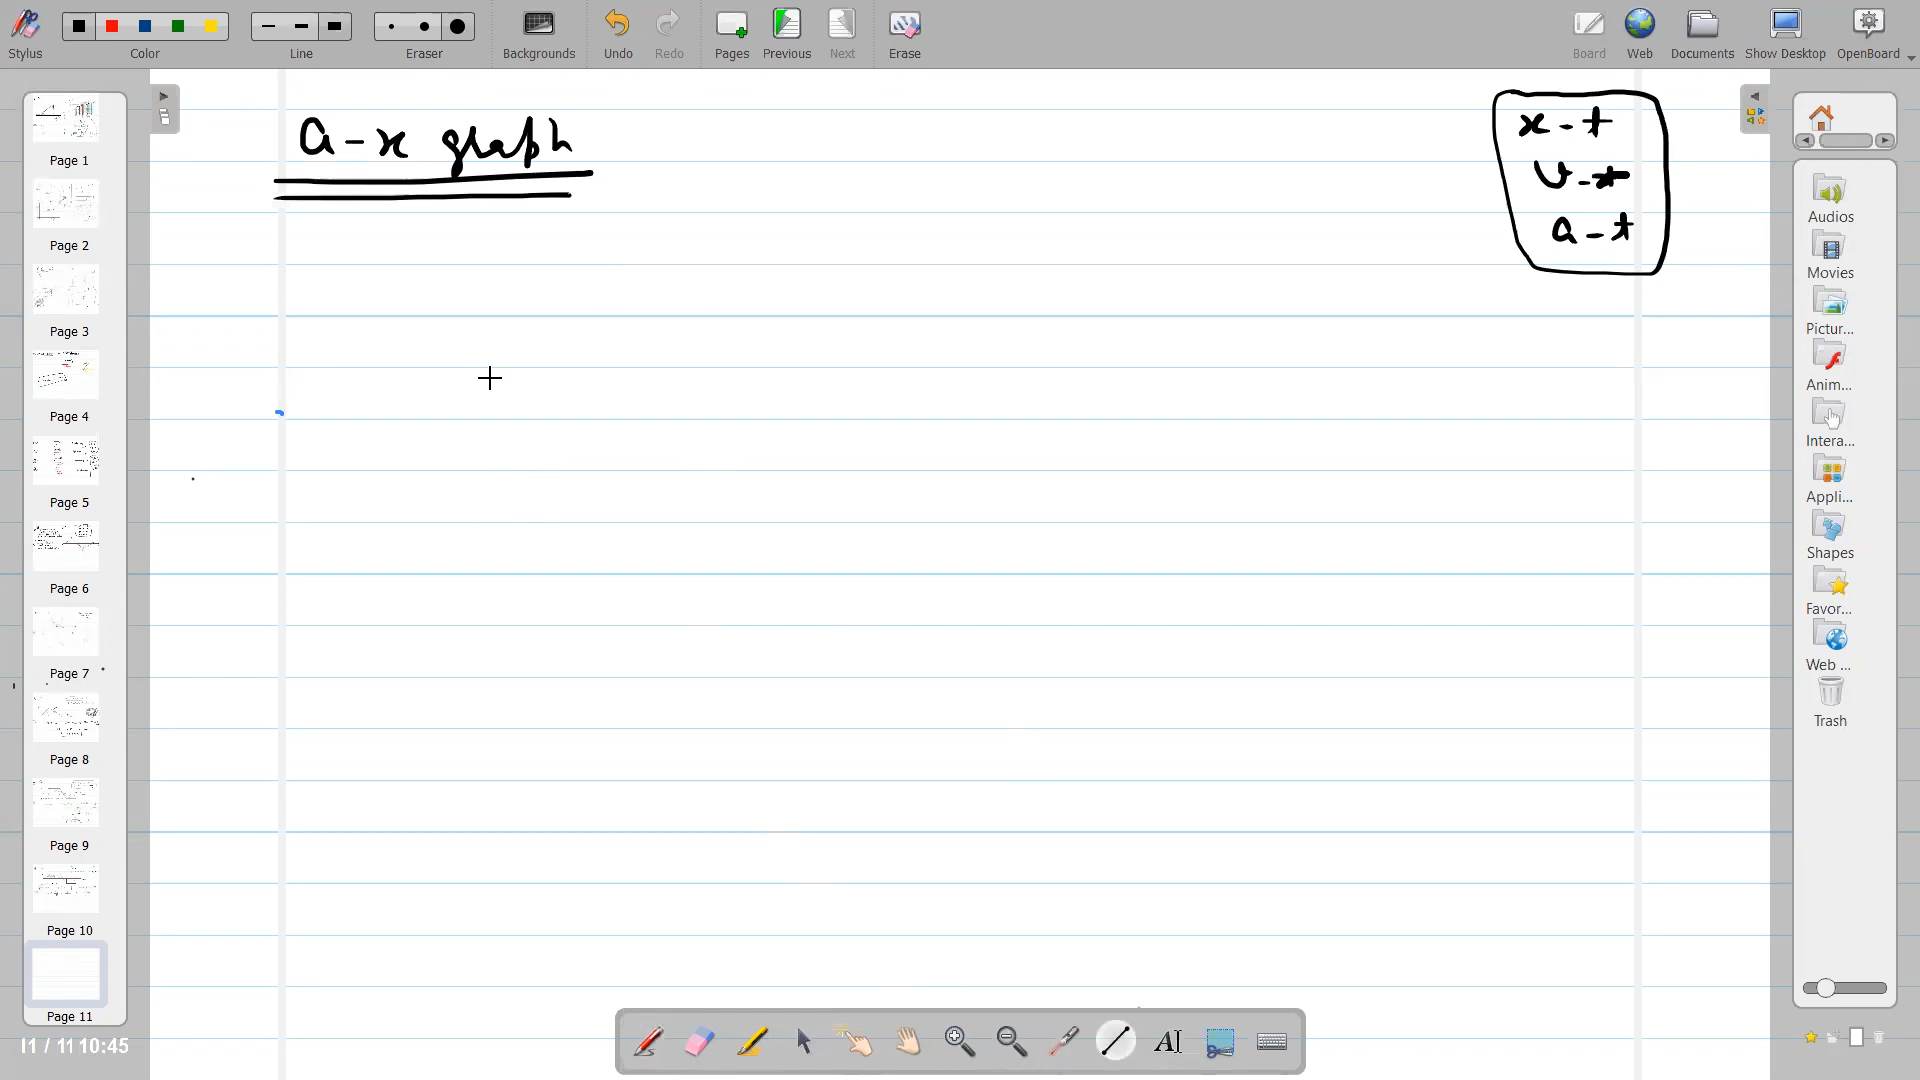 Stylus
Color
Line
Eraser
Backgrounds
Undo
Redo
Pages
Previous
Next
Erase
Board
Web
Documents
Show Desktop
OpenBoard
a-x graph
x-t
v-t
a-t
Page 1
Page 2
Page 3
Page 4
Page 5
Page 6
Page 7
Page 8
Page 9
Page 10
Page 11
11 / 11 10:45
Audios
Movies
Pictur...
Anim...
Intera...
Appli...
Shapes
Favor...
Web ...
Trash
AI